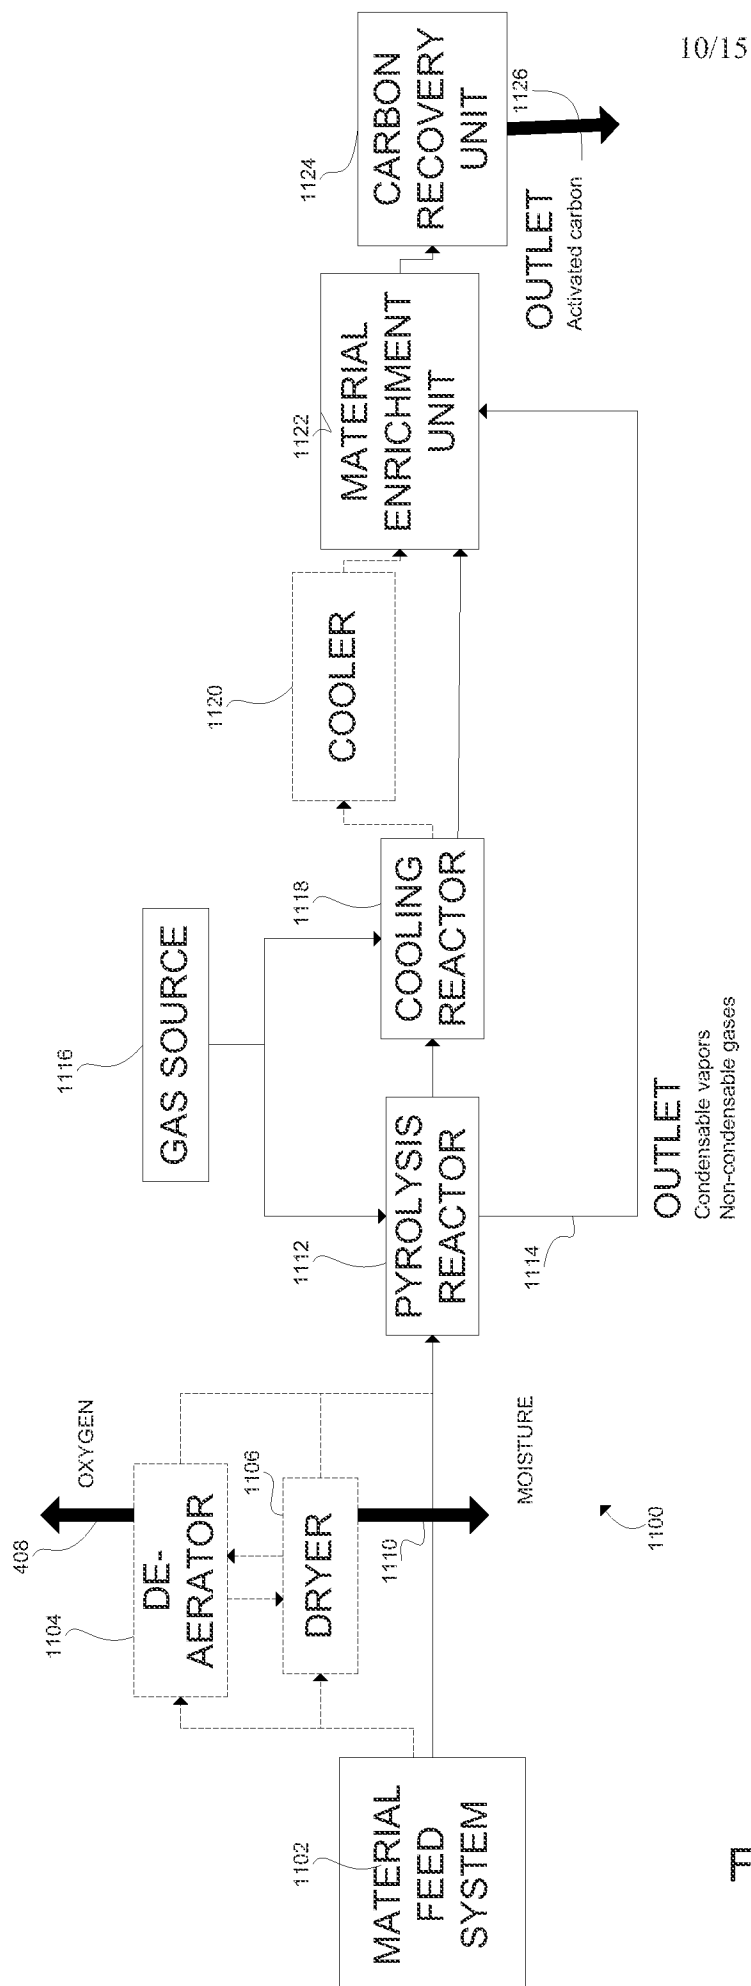 10/15
1102
MATERIAL
FEED
SYSTEM
1104
DE-
AERATOR
408
OXYGEN
1106
DRYER
1110
MOISTURE
1100
1112
PYROLYSIS
REACTOR
1114
OUTLET
Condensable vapors
Non-condensable gases
1116
GAS SOURCE
1118
COOLING
REACTOR
1120
COOLER
1122
MATERIAL
ENRICHMENT
UNIT
1124
CARBON
RECOVERY
UNIT
1126
OUTLET
Activated carbon
F